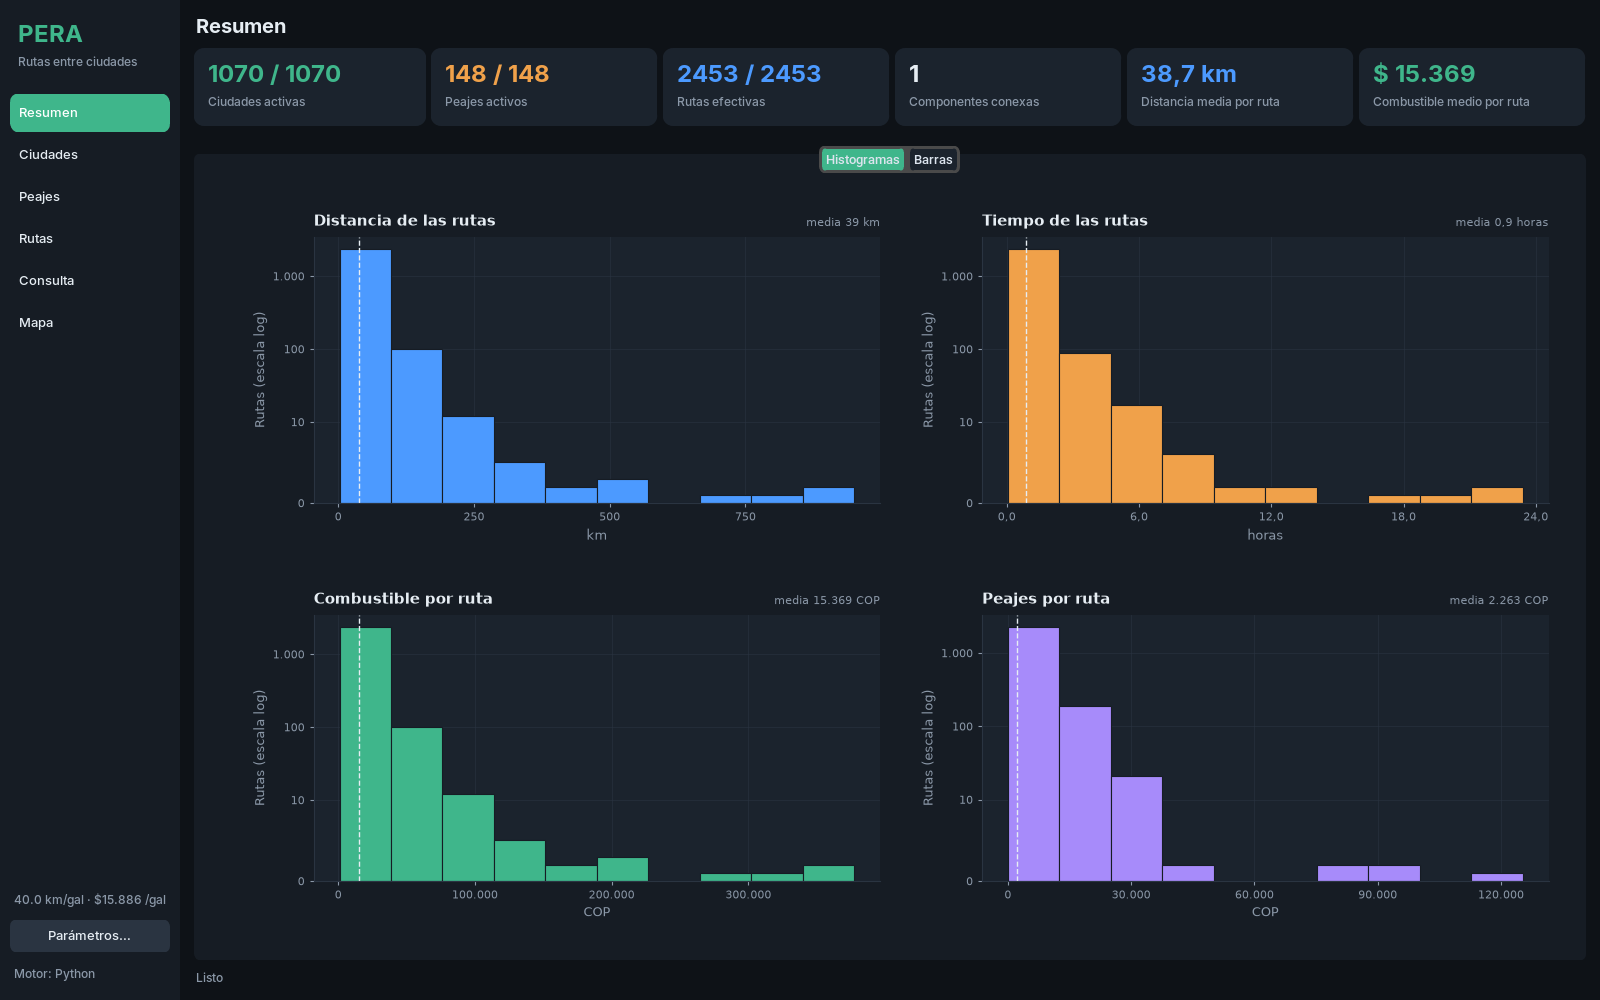 PERA
Rutas entre ciudades
Resumen
Ciudades
Peajes
Rutas
Consulta
Mapa
40.0 km/gal · $15.886 /gal
Parámetros...
Motor: Python
Resumen
1070 / 1070
Ciudades activas
148 / 148
Peajes activos
2453 / 2453
Rutas efectivas
1
Componentes conexas
38,7 km
Distancia media por ruta
$ 15.369
Combustible medio por ruta
Histogramas Barras
Distancia de las rutas media 39 km
Rutas (escala log)
1.000
100
10
0
0 250 500 750
km
Tiempo de las rutas media 0,9 horas
Rutas (escala log)
1.000
100
10
0
0,0 6,0 12,0 18,0 24,0
horas
Combustible por ruta media 15.369 COP
Rutas (escala log)
1.000
100
10
0
0 100.000 200.000 300.000
COP
Peajes por ruta media 2.263 COP
Rutas (escala log)
1.000
100
10
0
0 30.000 60.000 90.000 120.000
COP
Listo